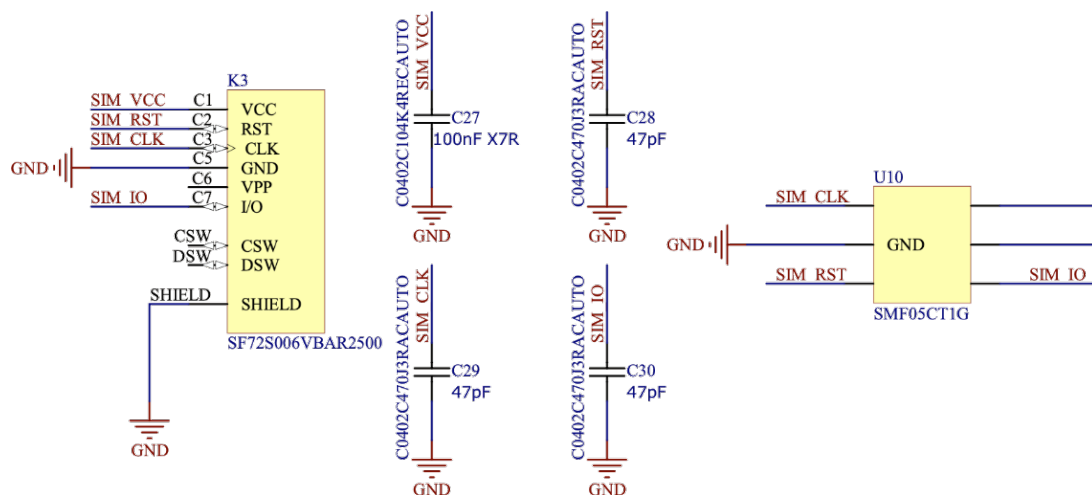 K3
SIM_VCC C1 VCC
SIM_RST C2 RST
SIM_CLK C3 CLK
GND C5 GND
C6 VPP
SIM_IO C7 I/O
CSW CSW
DSW DSW
SHIELD SHIELD
SF72S006VBAR2500
GND
C0402C104K4RECAUTO
SIM_VCC
C27
100nF X7R
GND
C0402C470J3RACAUTO
SIM_RST
C28
47pF
GND
C0402C470J3RACAUTO
SIM_CLK
C29
47pF
GND
C0402C470J3RACAUTO
SIM_IO
C30
47pF
GND
U10
SIM_CLK
GND GND
SIM_RST SIM_IO
SMF05CT1G